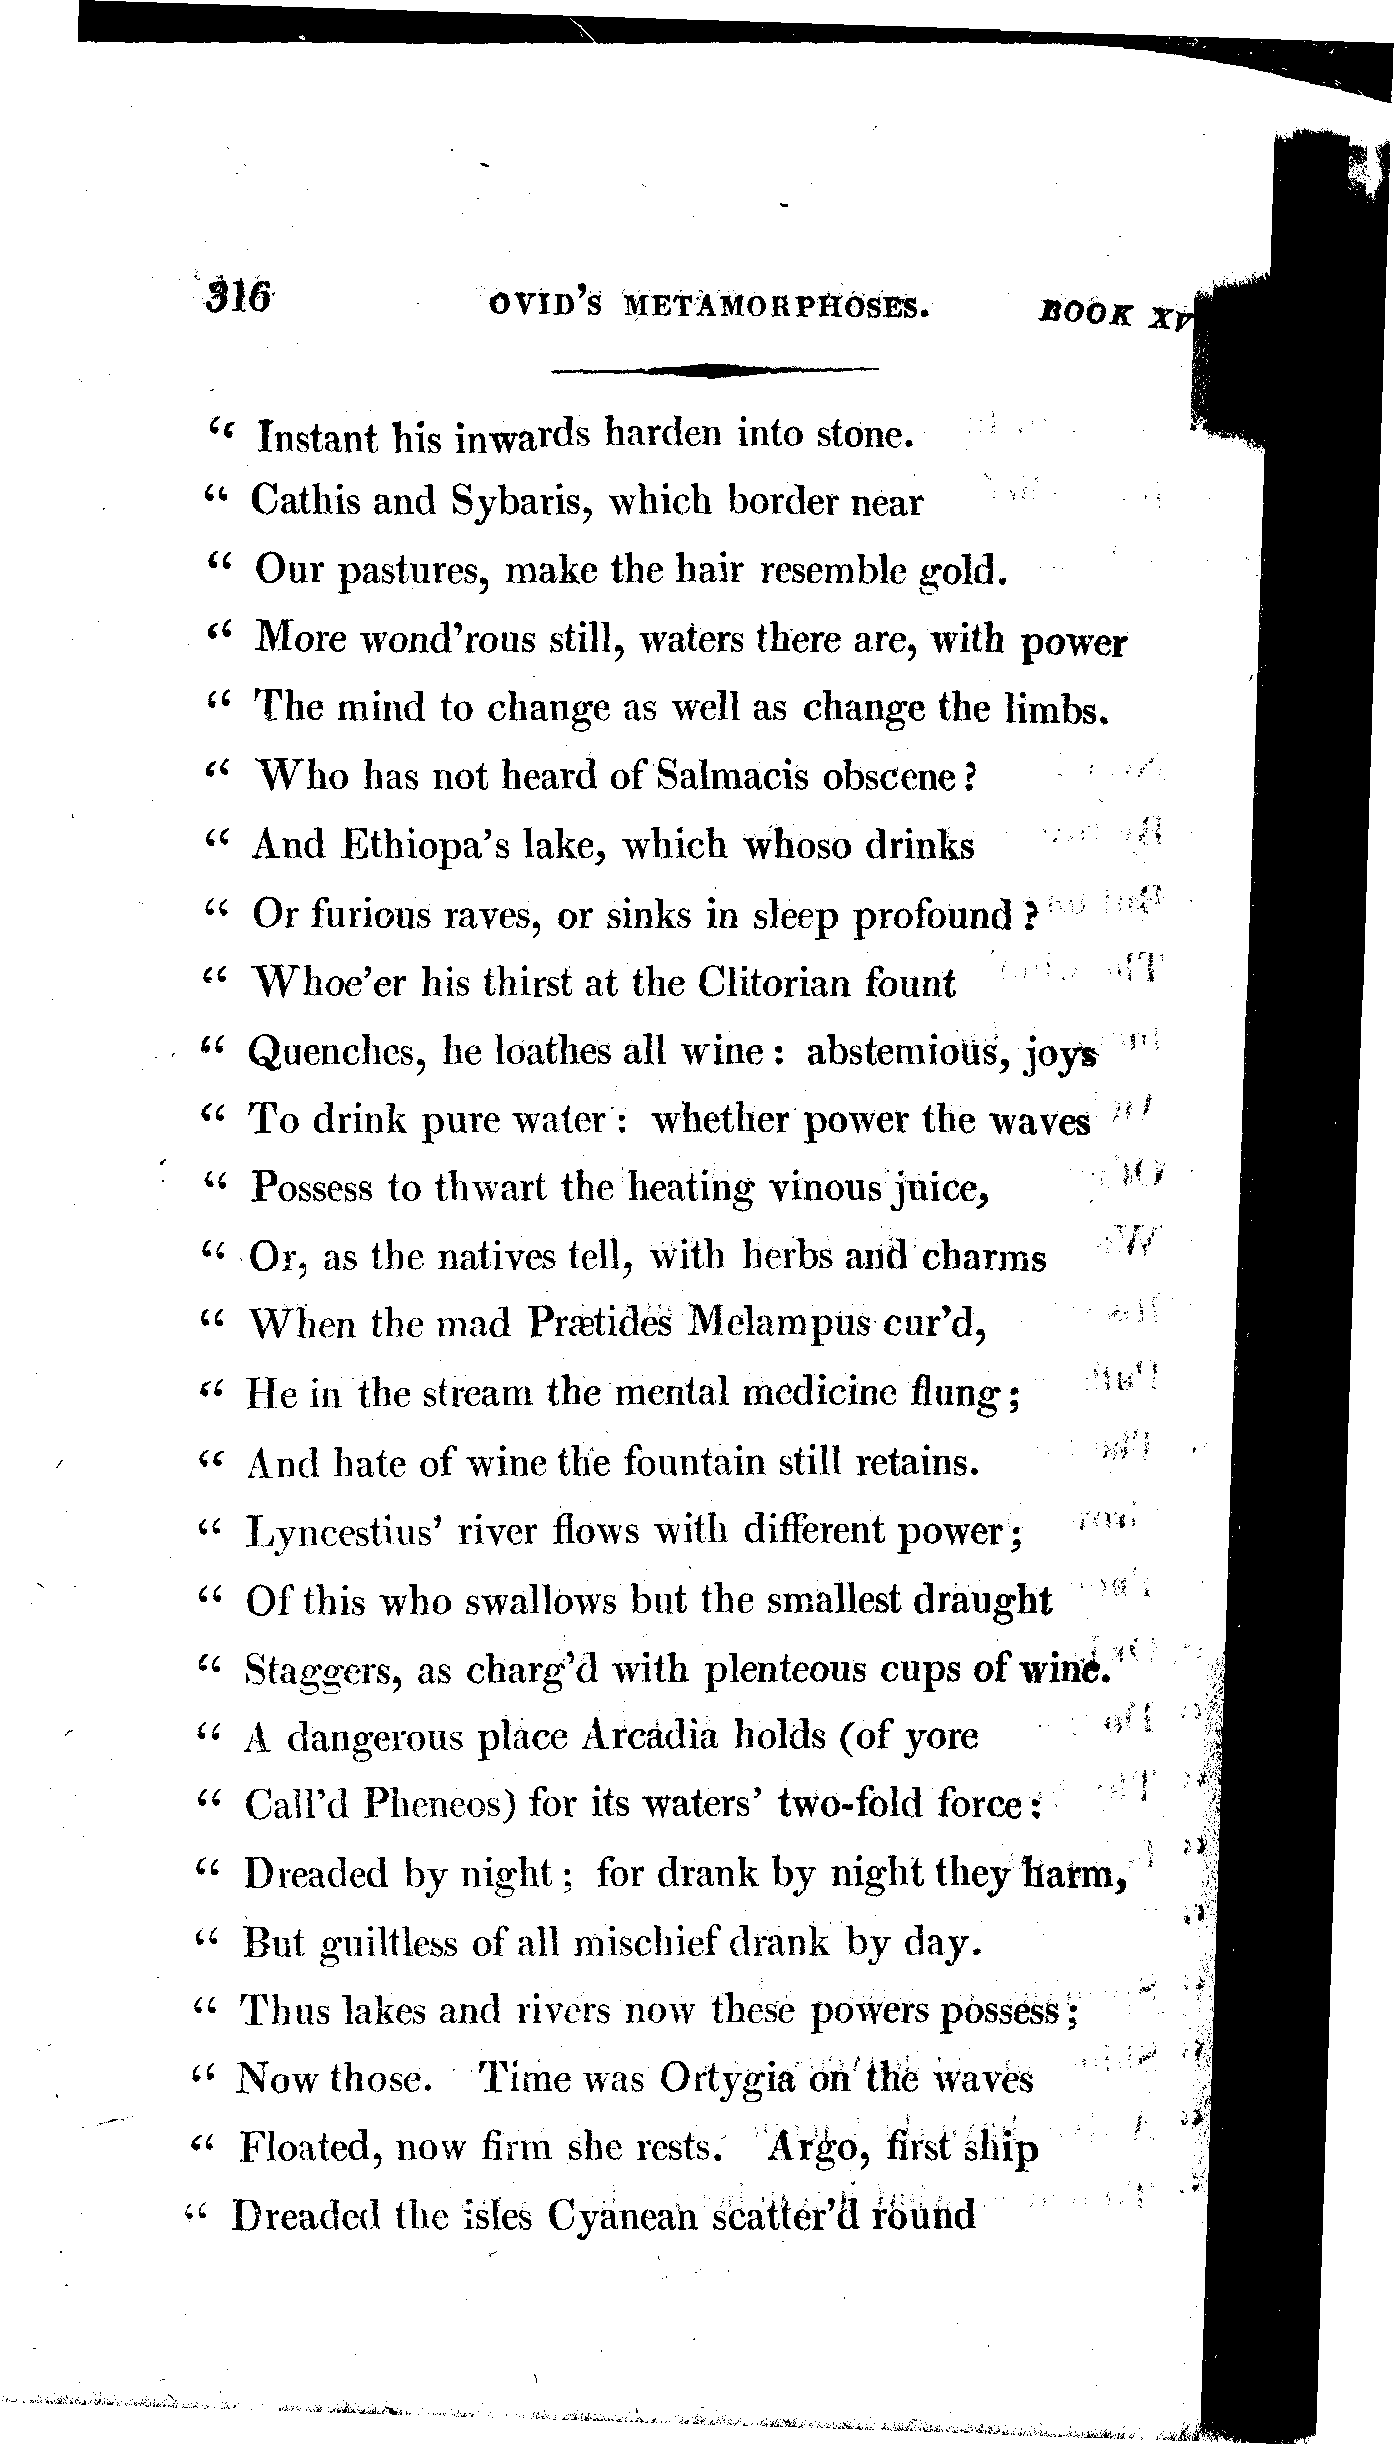 316 OVID'S METAMORPHOSES. BOOK XV
“ Instant his inwards harden into stone.
“ Cathis and Sybaris, which border near
“ Our pastures, make the hair resemble gold.
“ More wond'rous still, waters there are, with power
“ The mind to change as well as change the limbs.
“ Who has not heard of Salmacis obscene?
“ And Ethiopa's lake, which whoso drinks
“ Or furious raves, or sinks in sleep profound?
“ Whoe'er his thirst at the Clitorian fount
“ Quenches, he loathes all wine: abstemious, joys
“ To drink pure water: whether power the waves
“ Possess to thwart the heating vinous juice,
“ Or, as the natives tell, with herbs and charms
“ When the mad Prætides Melampus cur'd,
“ He in the stream the mental medicine flung;
“ And hate of wine the fountain still retains.
“ Lyncestius' river flows with different power;
“ Of this who swallows but the smallest draught
“ Staggers, as charg'd with plenteous cups of wine.
“ A dangerous place Arcadia holds (of yore
“ Call'd Pheneos) for its waters' two-fold force:
“ Dreaded by night; for drank by night they harm,
“ But guiltless of all mischief drank by day.
“ Thus lakes and rivers now these powers possess;
“ Now those. Time was Ortygia on the waves
“ Floated, now firm she rests. Argo, first ship
“ Dreaded the isles Cyanean scatter'd round